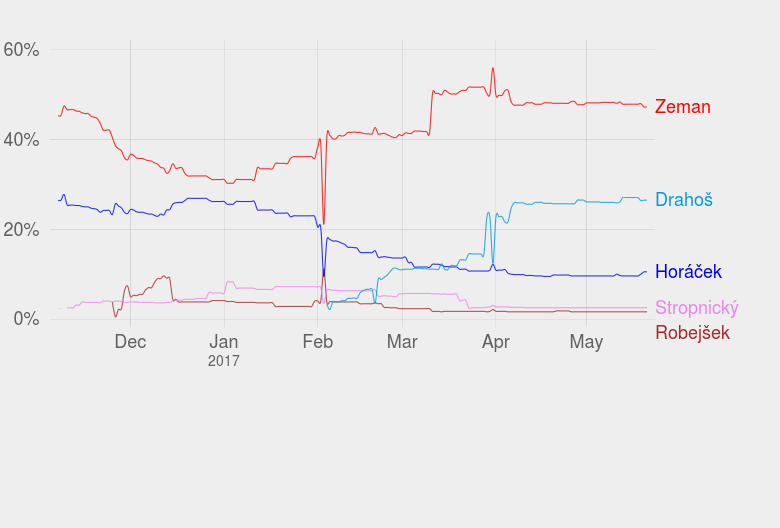 60%
Zeman
40%
Drahoš
20%
Horáček
Stropnický
0%
Robejšek
Dec Jan Feb Mar Apr May
2017